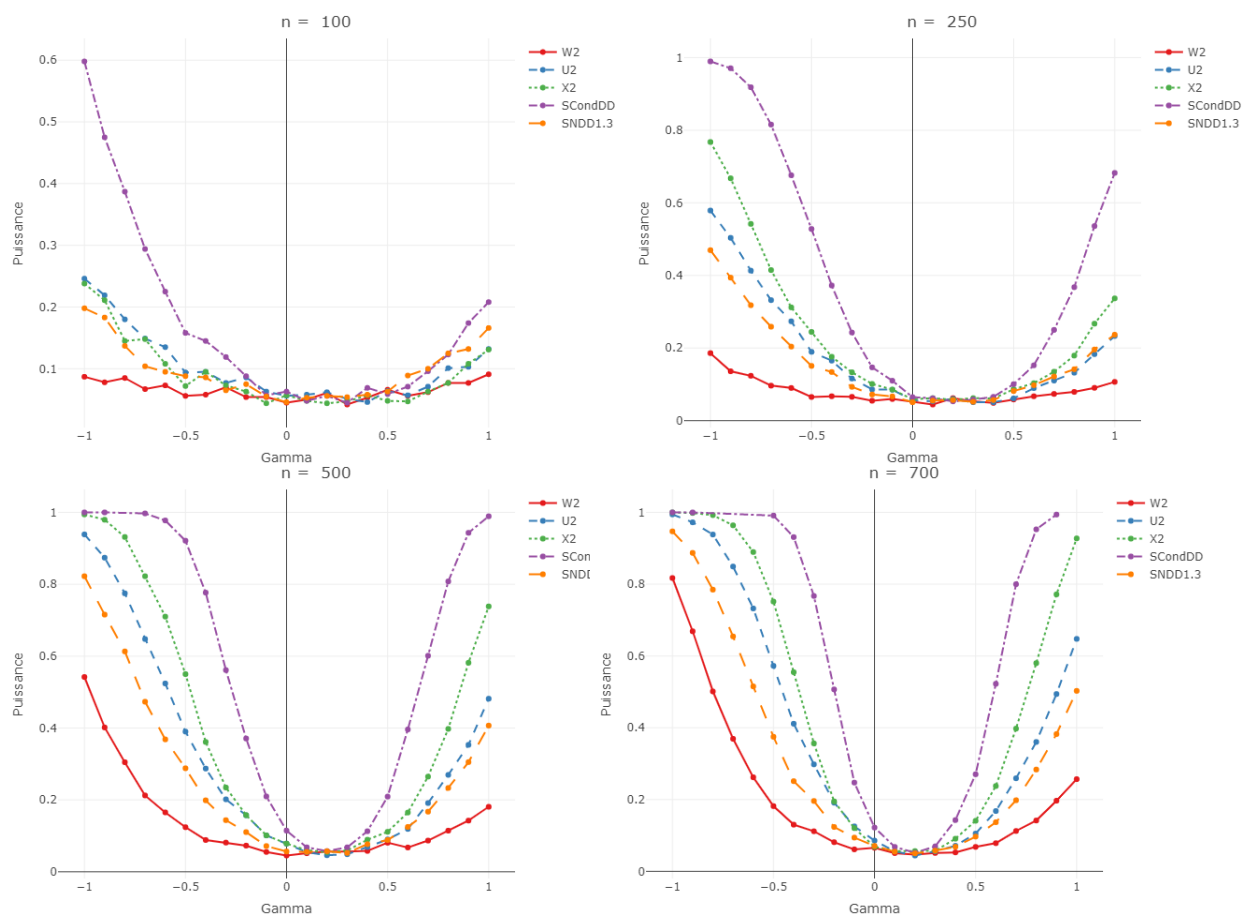 n = 100
0.6
0.5
0.4
0.3
0.2
0.1
Puissance
−1
−0.5
0
0.5
1
Gamma
W2
U2
X2
SCondDD
SNDD1.3
n = 250
1
0.8
0.6
0.4
0.2
0
Puissance
−1
−0.5
0
0.5
1
Gamma
W2
U2
X2
SCondDD
SNDD1.3
n = 500
1
0.8
0.6
0.4
0.2
0
Puissance
−1
−0.5
0
0.5
1
Gamma
W2
U2
X2
SCon
SNDI
n = 700
1
0.8
0.6
0.4
0.2
0
Puissance
−1
−0.5
0
0.5
1
Gamma
W2
U2
X2
SCondDD
SNDD1.3